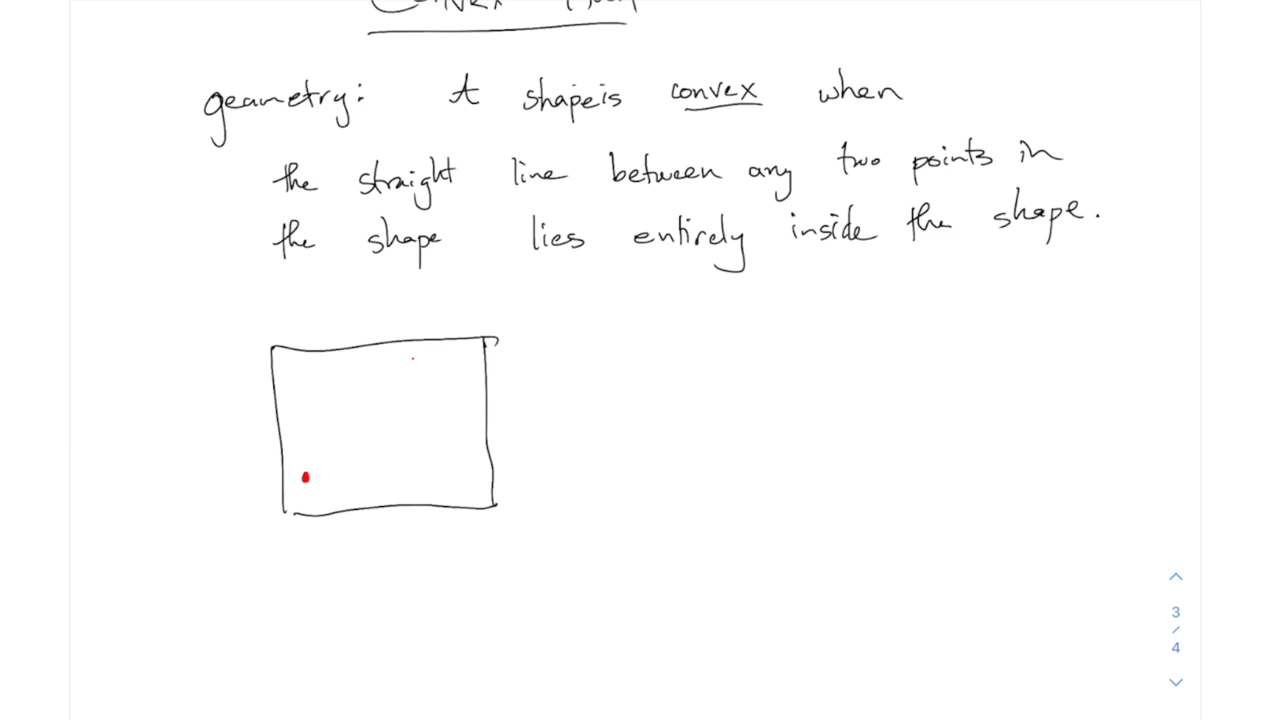 Convex
geometry: A shape is convex when
the straight line between any two points in
the shape lies entirely inside the shape.
3
/
4